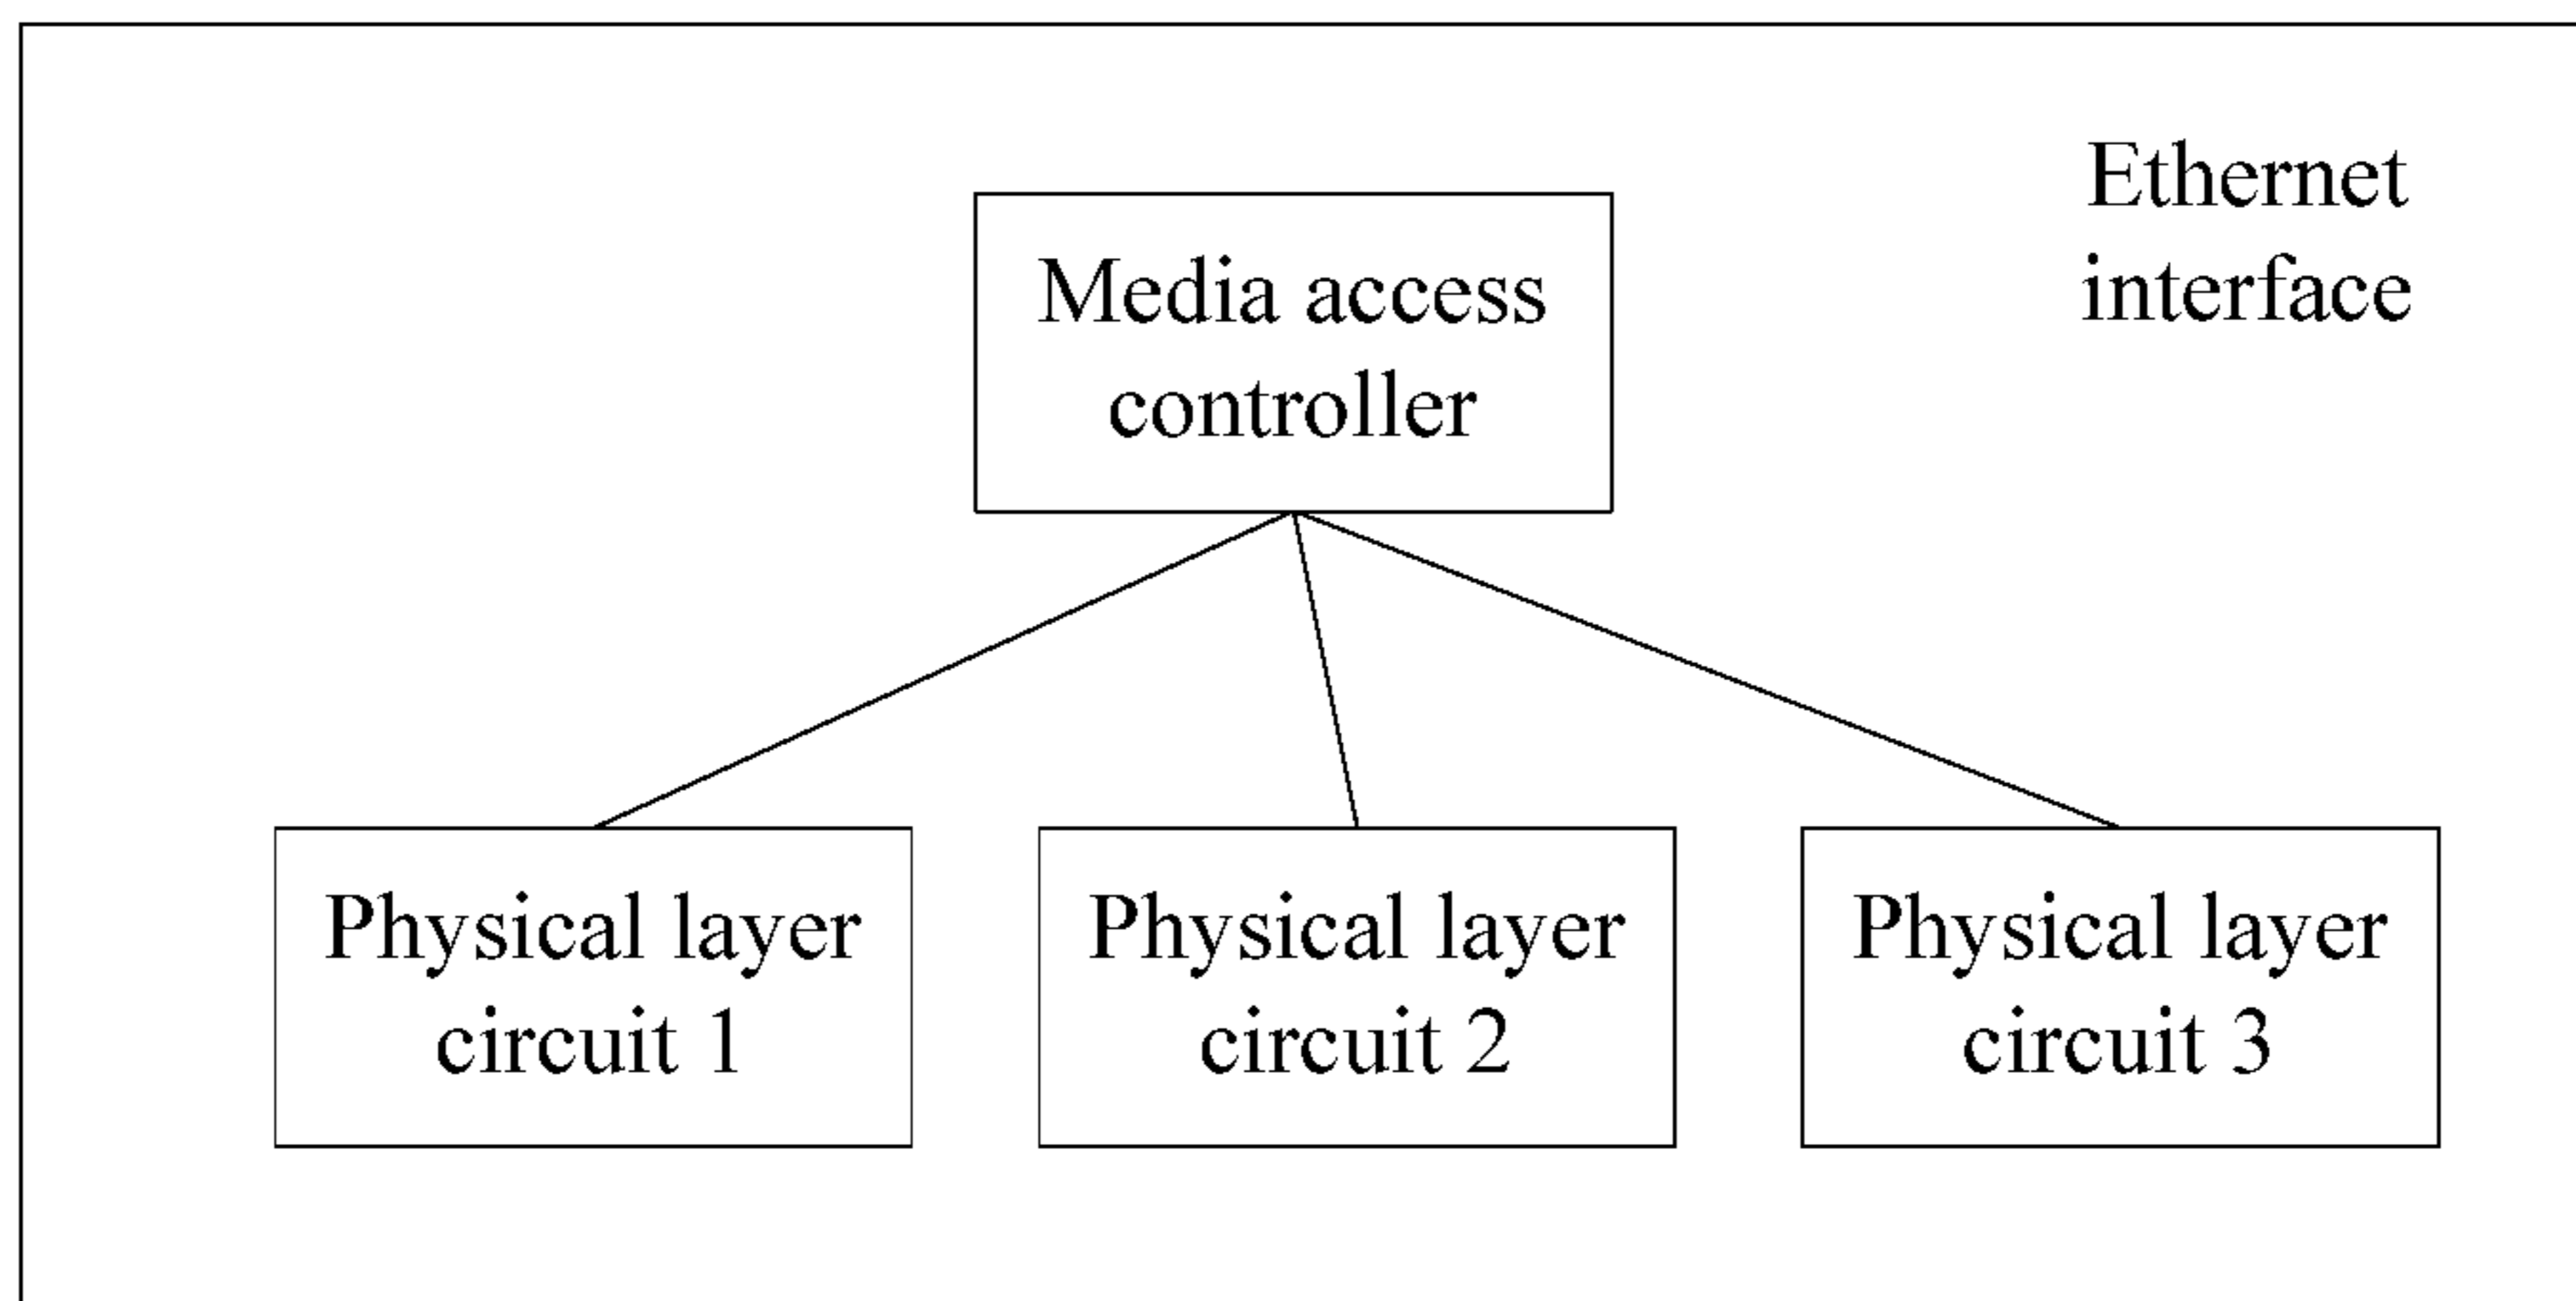 Ethernet
interface
Media access
controller
Physical layer
circuit 1
Physical layer
circuit 2
Physical layer
circuit 3